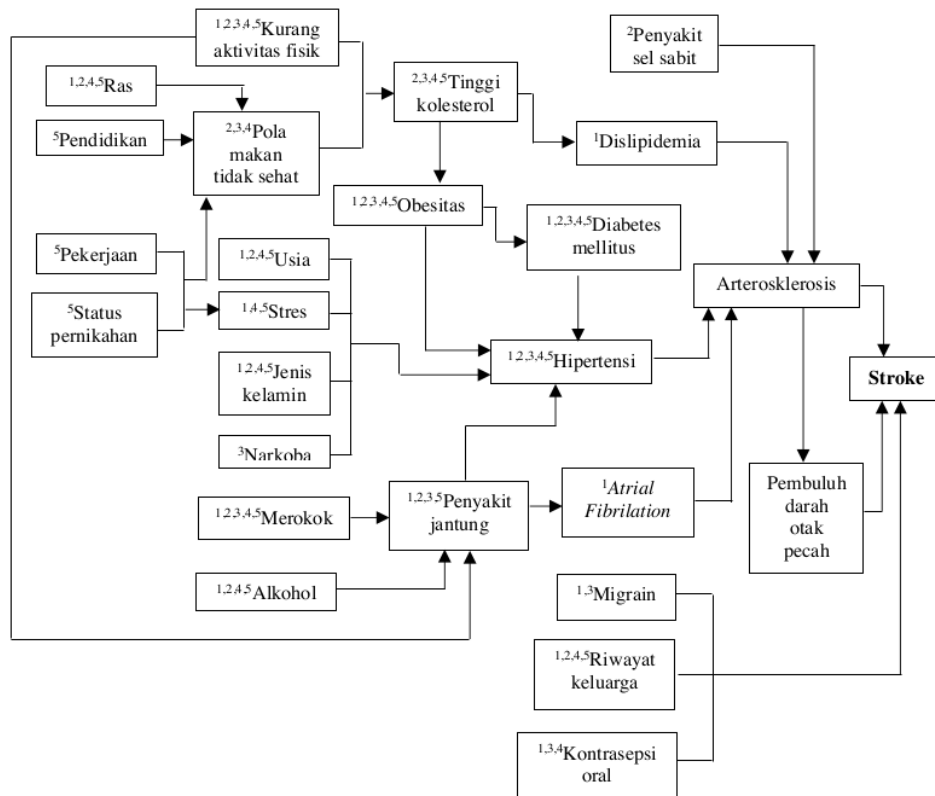 1,2,3,4,5Kurang
aktivitas fisik
2Penyakit
sel sabit
1,2,4,5Ras
2,3,4,5Tinggi
kolesterol
5Pendidikan
2,3,4Pola
makan
tidak sehat
1Dislipidemia
1,2,3,4,5Obesitas
1,2,3,4,5Diabetes
mellitus
5Pekerjaan
1,2,4,5Usia
Arterosklerosis
5Status
pernikahan
1,4,5Stres
1,2,3,4,5Hipertensi
1,2,4,5Jenis
kelamin
Stroke
3Narkoba
1,2,3,4,5Merokok
1,2,3,5Penyakit
jantung
1Atrial
Fibrilation
Pembuluh
darah
otak
pecah
1,2,4,5Alkohol
1,3Migrain
1,2,4,5Riwayat
keluarga
1,3,4Kontrasepsi
oral